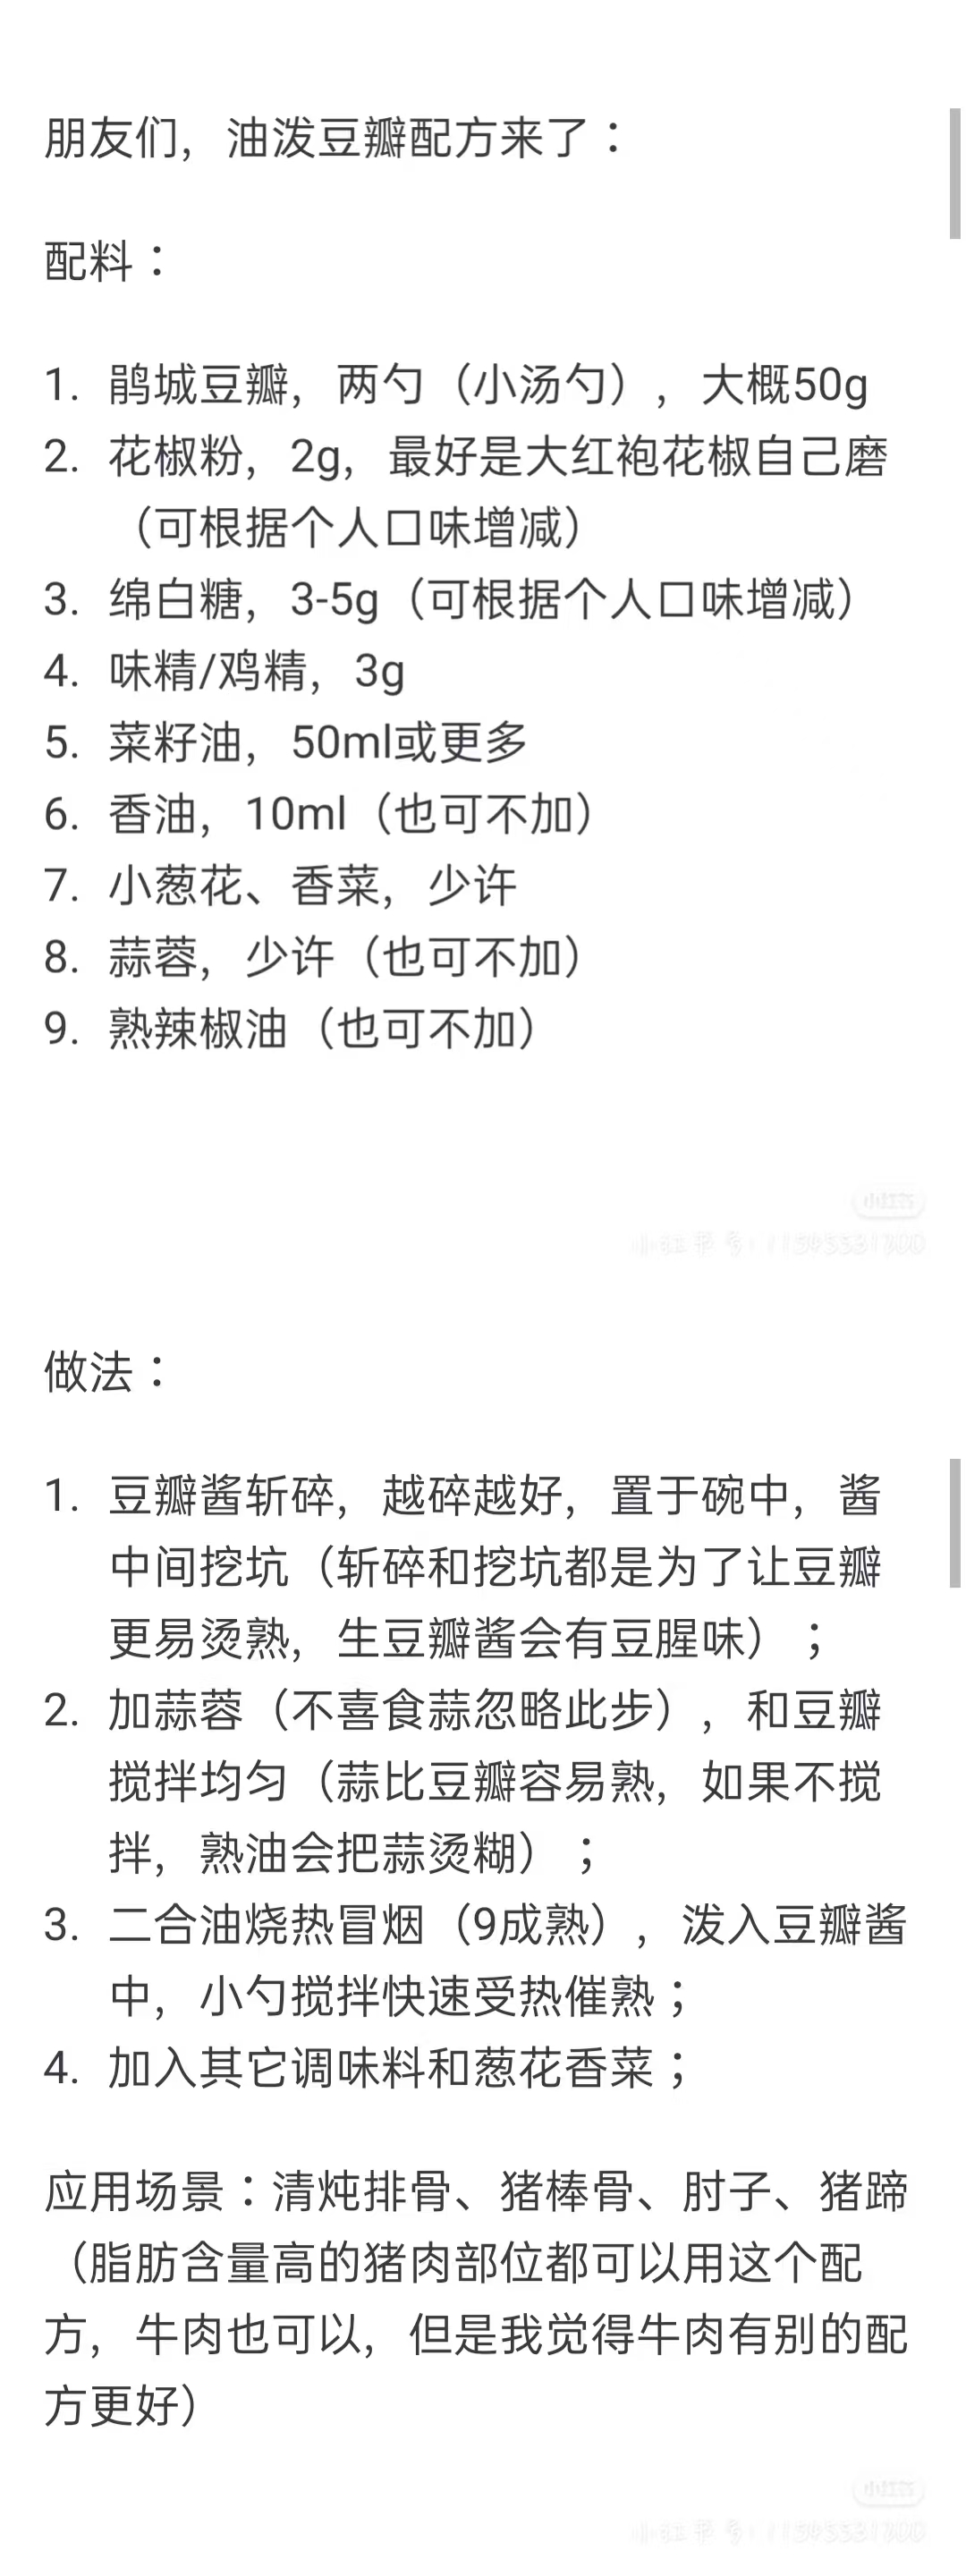 朋友们，油泼豆瓣配方来了：
配料：
1. 鹃城豆瓣，两勺（小汤勺），大概50g
2. 花椒粉，2g，最好是大红袍花椒自己磨
（可根据个人口味增减）
3. 绵白糖，3-5g（可根据个人口味增减）
4. 味精/鸡精，3g
5. 菜籽油，50ml或更多
6. 香油，10ml（也可不加）
7. 小葱花、香菜，少许
8. 蒜蓉，少许（也可不加）
9. 熟辣椒油（也可不加）
小红书
做法：
1. 豆瓣酱斩碎，越碎越好，置于碗中，酱
中间挖坑（斩碎和挖坑都是为了让豆瓣
更易烫熟，生豆瓣酱会有豆腥味）；
2. 加蒜蓉（不喜食蒜忽略此步），和豆瓣
搅拌均匀（蒜比豆瓣容易熟，如果不搅
拌，熟油会把蒜烫糊）；
3. 二合油烧热冒烟（9成熟），泼入豆瓣酱
中，小勺搅拌快速受热催熟；
4. 加入其它调味料和葱花香菜；
应用场景：清炖排骨、猪棒骨、肘子、猪蹄
（脂肪含量高的猪肉部位都可以用这个配
方，牛肉也可以，但是我觉得牛肉有别的配
方更好）
小红书